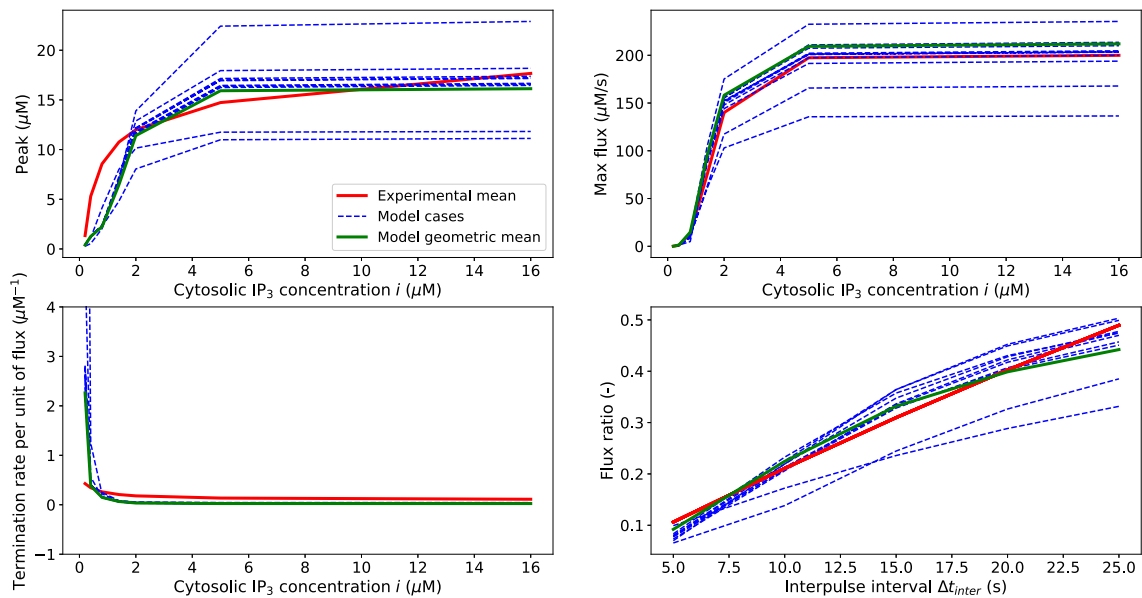 20
15
10
5
0
Peak (μM)
0 2 4 6 8 10 12 14 16
Cytosolic IP₃ concentration i (μM)
Experimental mean
Model cases
Model geometric mean
200
150
100
50
0
Max flux (μM/s)
0 2 4 6 8 10 12 14 16
Cytosolic IP₃ concentration i (μM)
4
3
2
1
0
−1
Termination rate per unit of flux (μM⁻¹)
0 2 4 6 8 10 12 14 16
Cytosolic IP₃ concentration i (μM)
0.5
0.4
0.3
0.2
0.1
Flux ratio (-)
5.0 7.5 10.0 12.5 15.0 17.5 20.0 22.5 25.0
Interpulse interval Δt_inter (s)